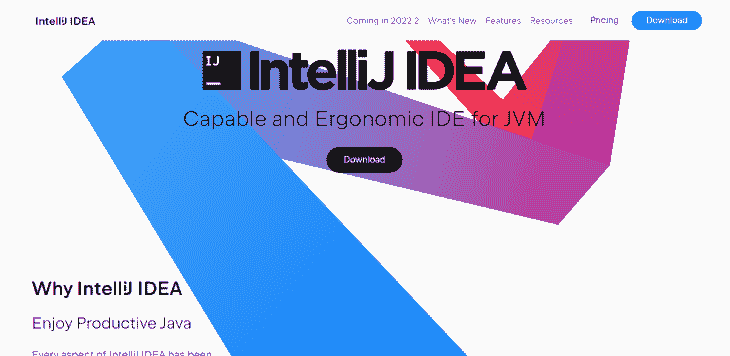 IntelliJ IDEA
Coming in 2022.2 What's New Features Resources Pricing Download
IJ IntelliJ IDEA
Capable and Ergonomic IDE for JVM
Download
Why IntelliJ IDEA
Enjoy Productive Java
Every aspect of IntelliJ IDEA has been